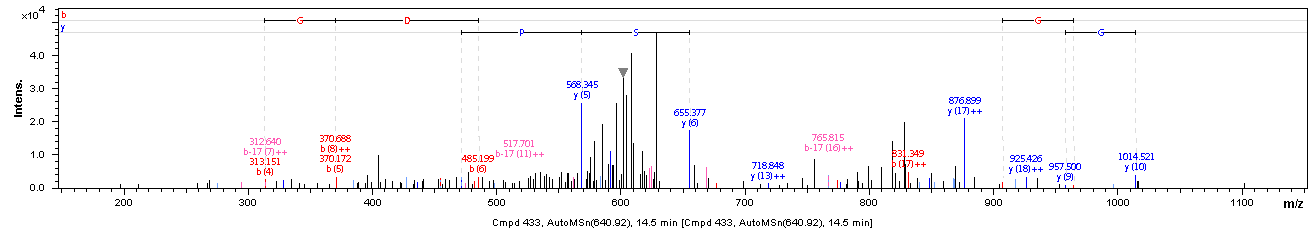 x10⁴
b
y
G
D
G
P
S
G
Intens.
4.0
3.0
2.0
1.0
0.0
312.640
b-17 (7)++
313.151
b (4)
370.688
b (8)++
370.172
b (5)
485.199
b (6)
517.701
b-17 (11)++
568.345
y (5)
655.377
y (6)
718.848
y (13)++
765.815
b-17 (16)++
831.349
b (17)++
876.899
y (17)++
925.426
y (18)++
957.500
y (9)
1014.521
y (10)
200
300
400
500
600
700
800
900
1000
1100
m/z
Cmpd 433, AutoMSn(640.92), 14.5 min [Cmpd 433, AutoMSn(640.92), 14.5 min]